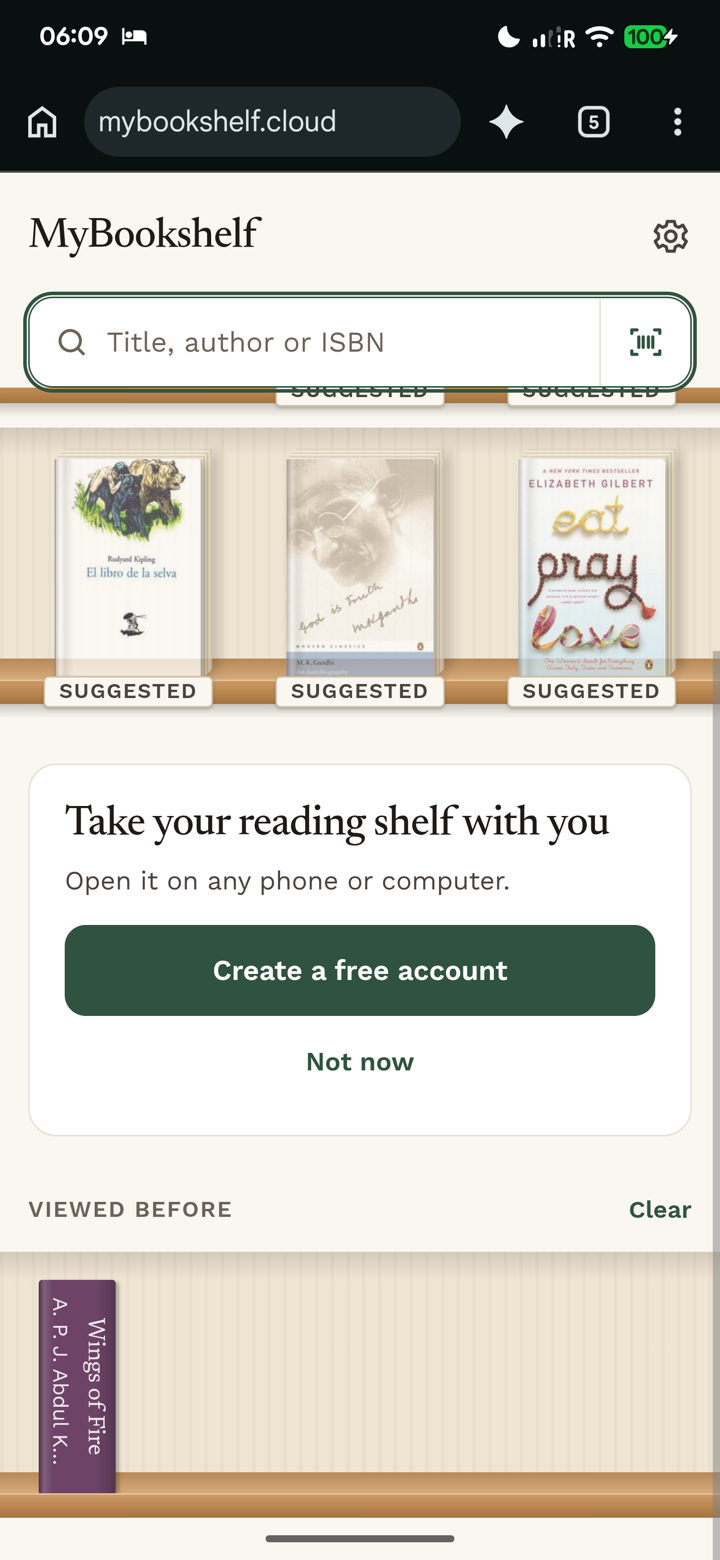 06:09
R
100
mybookshelf.cloud
5
MyBookshelf
Title, author or ISBN
SUGGESTED
SUGGESTED
Rudyard Kipling
El libro de la selva
God is Truth
MKGandhi
MODERN CLASSICS
M. K. Gandhi
A NEW YORK TIMES BESTSELLER
ELIZABETH GILBERT
eat
pray
love
One Woman's Search for Everything
Across Italy, India and Indonesia
SUGGESTED
SUGGESTED
SUGGESTED
Take your reading shelf with you
Open it on any phone or computer.
Create a free account
Not now
VIEWED BEFORE
Clear
Wings of Fire
A. P. J. Abdul K...